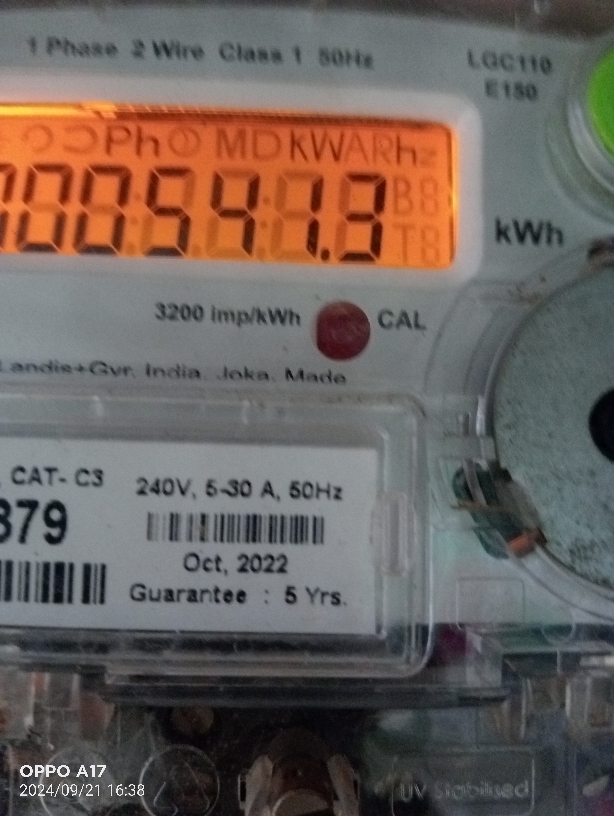 1 Phase 2 Wire Class 1 50Hz
LGC110
E150
Ph MD kWARhz
000541.3
kWh
3200 imp/kWh CAL
Landis+Gyr. India. Joka. Made
CAT- C3
879
240V, 5-30 A, 50Hz
Oct, 2022
Guarantee : 5 Yrs.
UV Stabilised
OPPO A17
2024/09/21 16:38